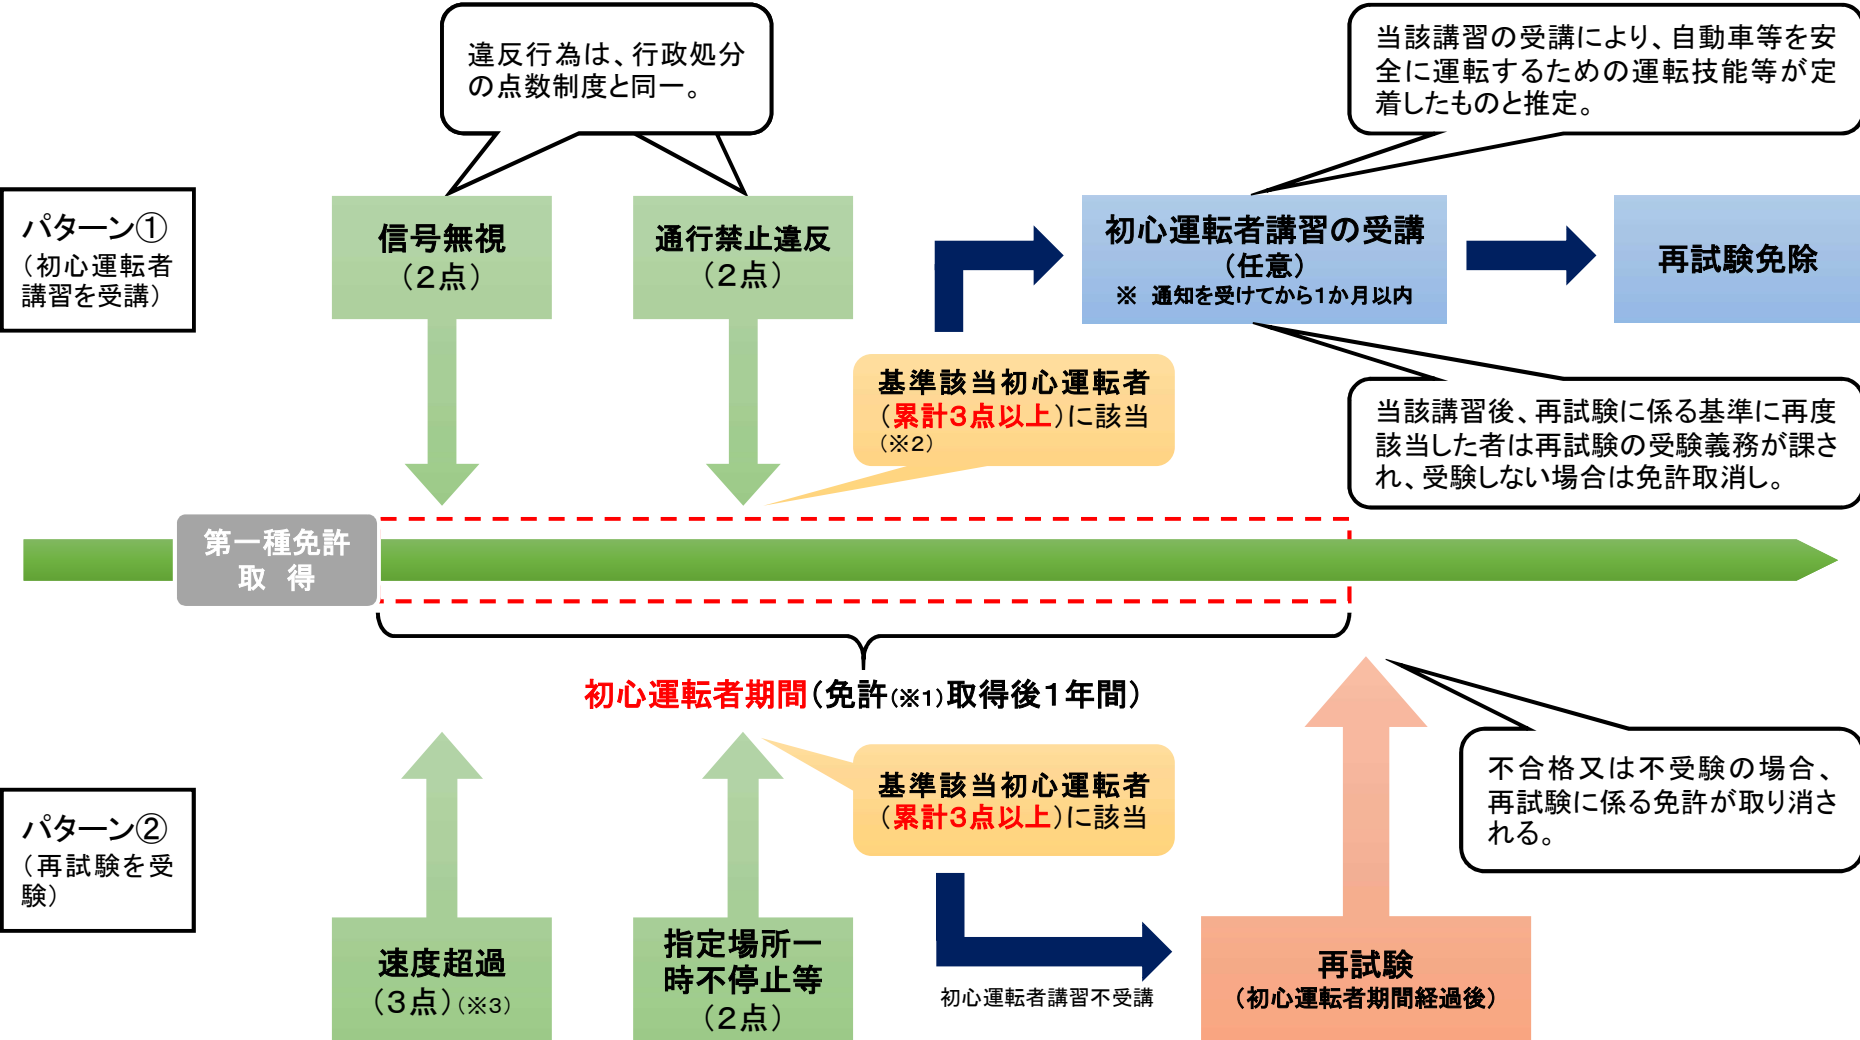 違反行為は、行政処分
の点数制度と同一。
当該講習の受講により、自動車等を安
全に運転するための運転技能等が定
着したものと推定。
パターン①
（初心運転者
講習を受講）
信号無視
（２点）
通行禁止違反
（２点）
初心運転者講習の受講
（任意）
※ 通知を受けてから１か月以内
再試験免除
基準該当初心運転者
（累計３点以上）に該当
（※２）
当該講習後、再試験に係る基準に再度
該当した者は再試験の受験義務が課さ
れ、受験しない場合は免許取消し。
第一種免許
取 得
初心運転者期間（免許（※１）取得後１年間）
パターン②
（再試験を受
験）
基準該当初心運転者
（累計３点以上）に該当
不合格又は不受験の場合、
再試験に係る免許が取り消さ
れる。
速度超過
（３点）（※３）
指定場所一
時不停止等
（２点）
初心運転者講習不受講
再試験
（初心運転者期間経過後）